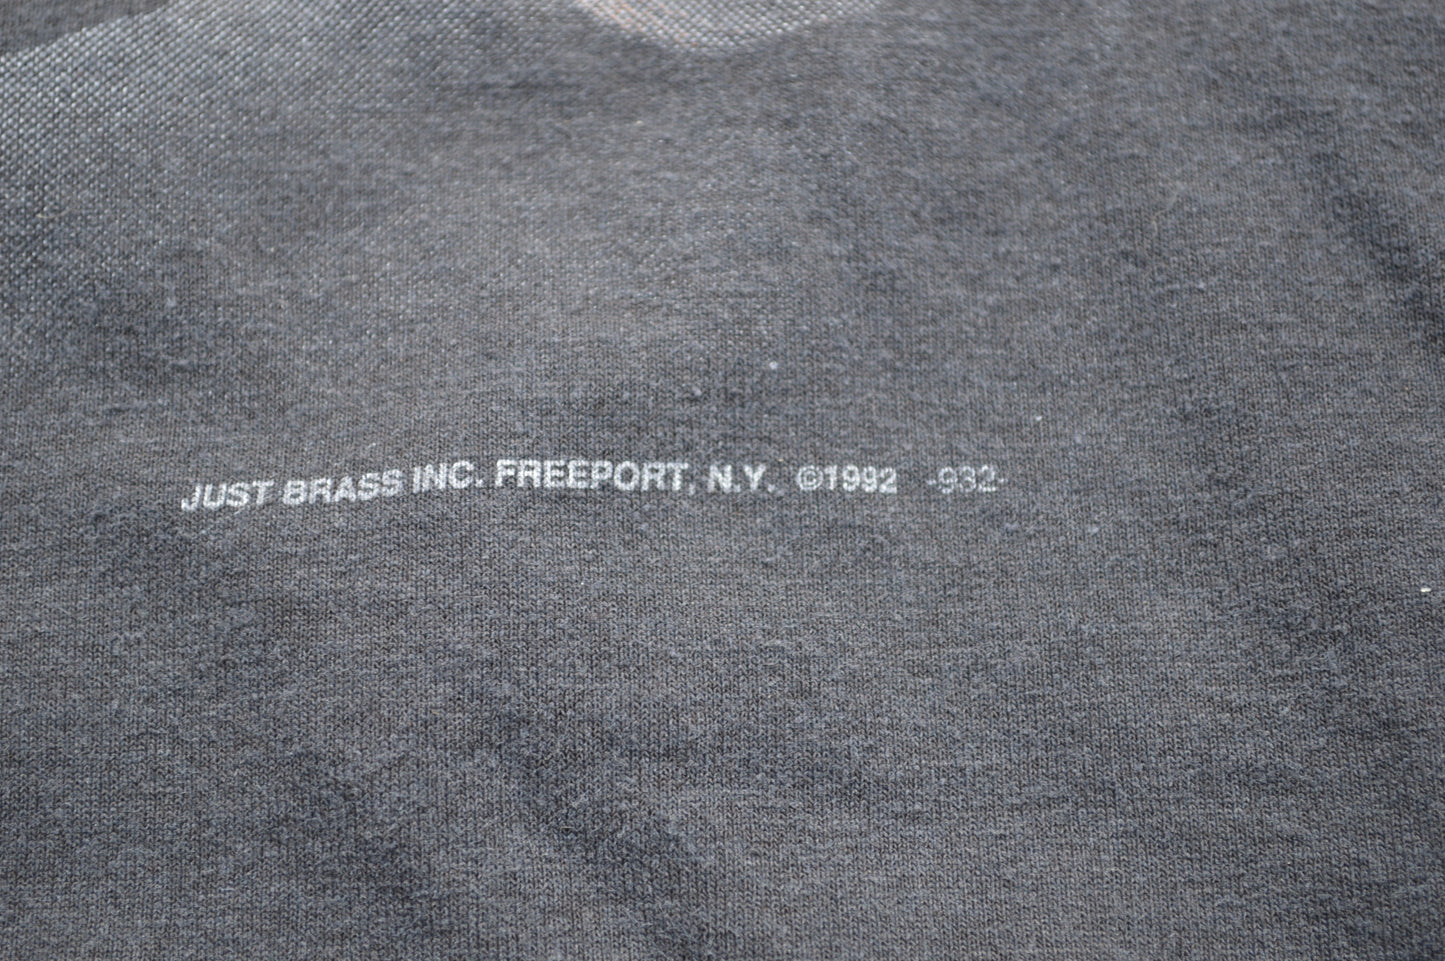 JUST BRASS INC. FREEPORT, N.Y. ©1992 -932-